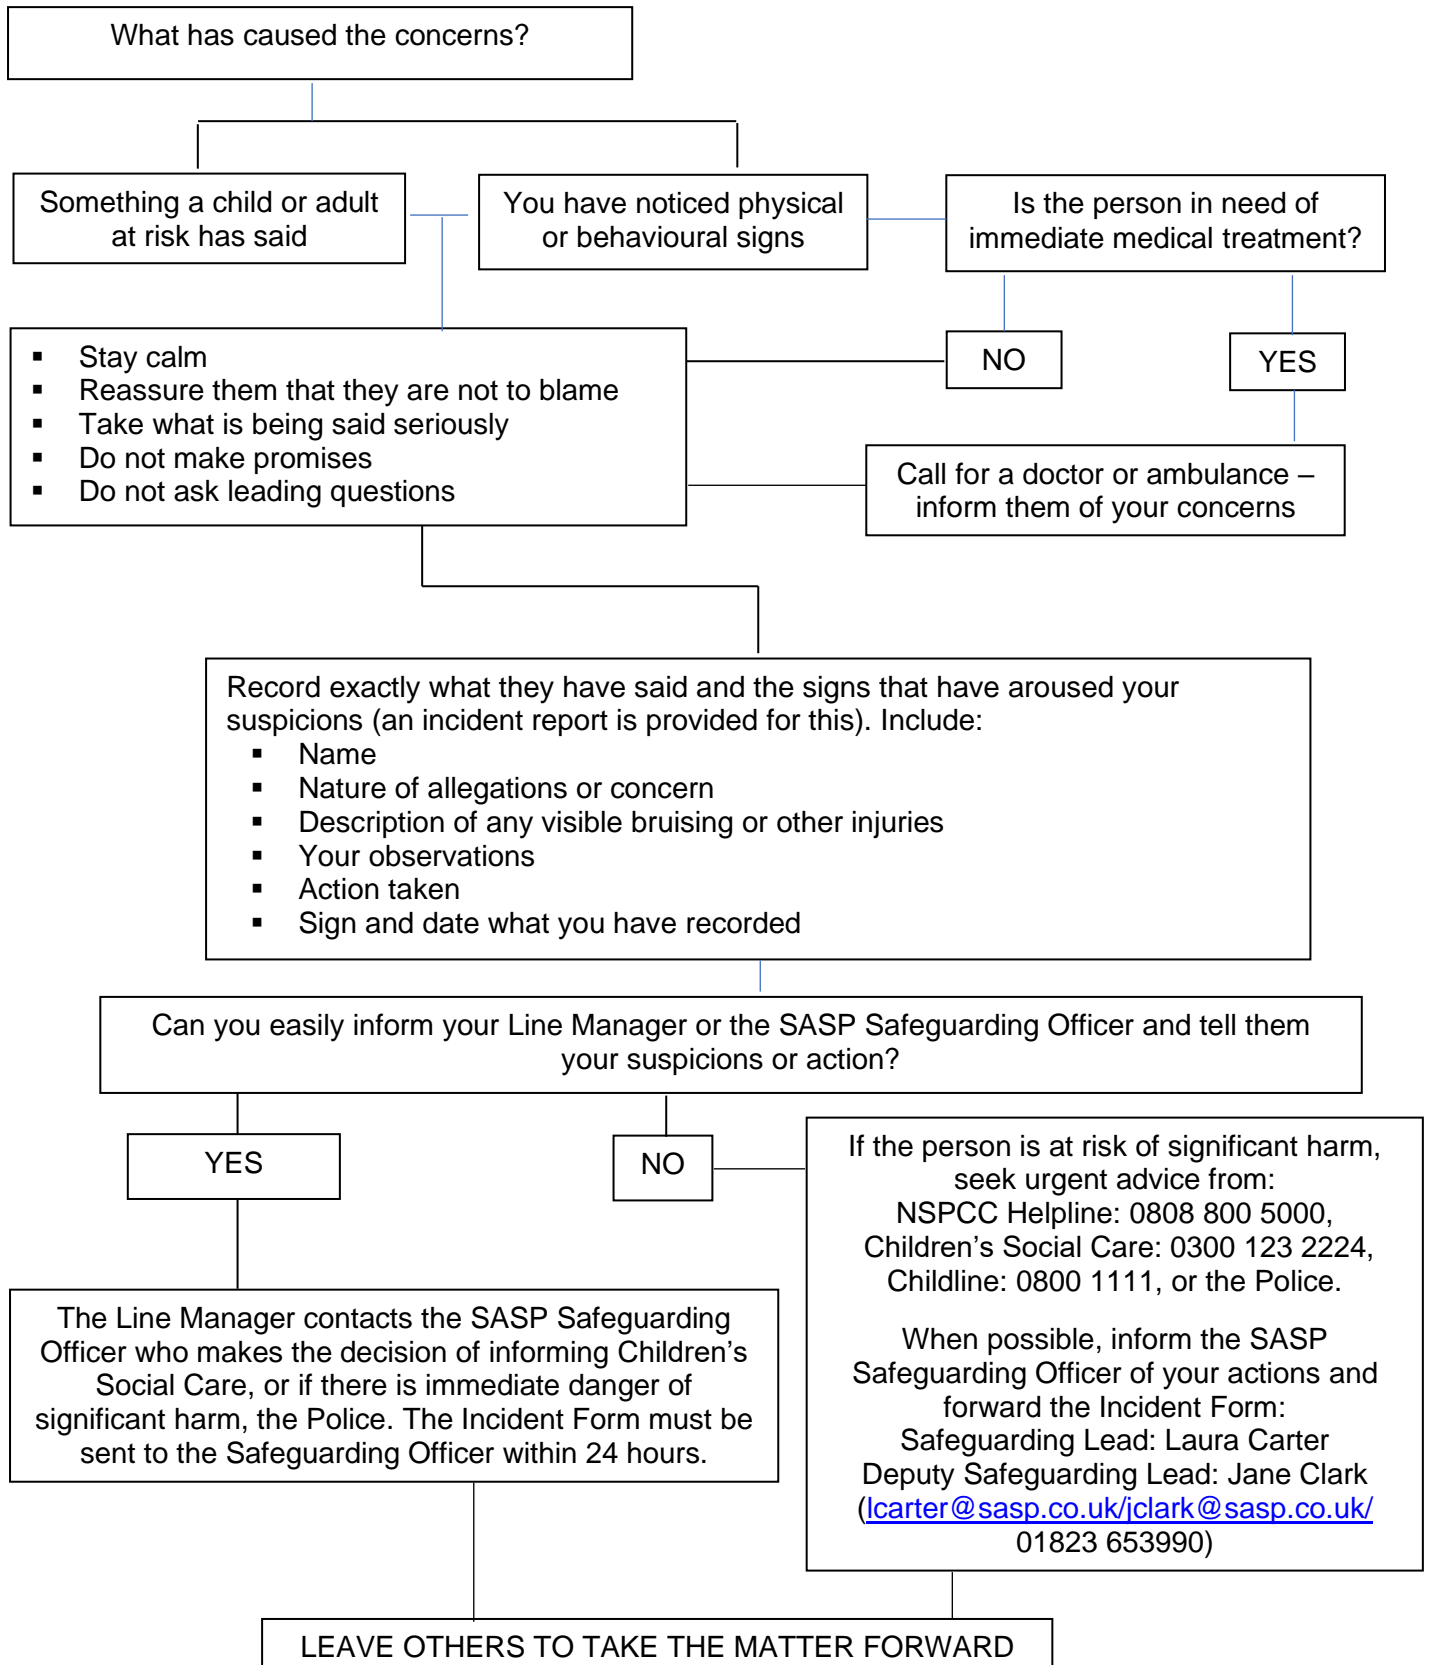 What has caused the concerns?
Something a child or adult
at risk has said
You have noticed physical
or behavioural signs
Is the person in need of
immediate medical treatment?
▪ Stay calm
▪ Reassure them that they are not to blame
▪ Take what is being said seriously
▪ Do not make promises
▪ Do not ask leading questions
NO
YES
Call for a doctor or ambulance –
inform them of your concerns
Record exactly what they have said and the signs that have aroused your
suspicions (an incident report is provided for this). Include:
▪ Name
▪ Nature of allegations or concern
▪ Description of any visible bruising or other injuries
▪ Your observations
▪ Action taken
▪ Sign and date what you have recorded
Can you easily inform your Line Manager or the SASP Safeguarding Officer and tell them
your suspicions or action?
YES
NO
If the person is at risk of significant harm,
seek urgent advice from:
NSPCC Helpline: 0808 800 5000,
Children’s Social Care: 0300 123 2224,
Childline: 0800 1111, or the Police.
When possible, inform the SASP
Safeguarding Officer of your actions and
forward the Incident Form:
Safeguarding Lead: Laura Carter
Deputy Safeguarding Lead: Jane Clark
(lcarter@sasp.co.uk/jclark@sasp.co.uk/
01823 653990)
The Line Manager contacts the SASP Safeguarding
Officer who makes the decision of informing Children’s
Social Care, or if there is immediate danger of
significant harm, the Police. The Incident Form must be
sent to the Safeguarding Officer within 24 hours.
LEAVE OTHERS TO TAKE THE MATTER FORWARD